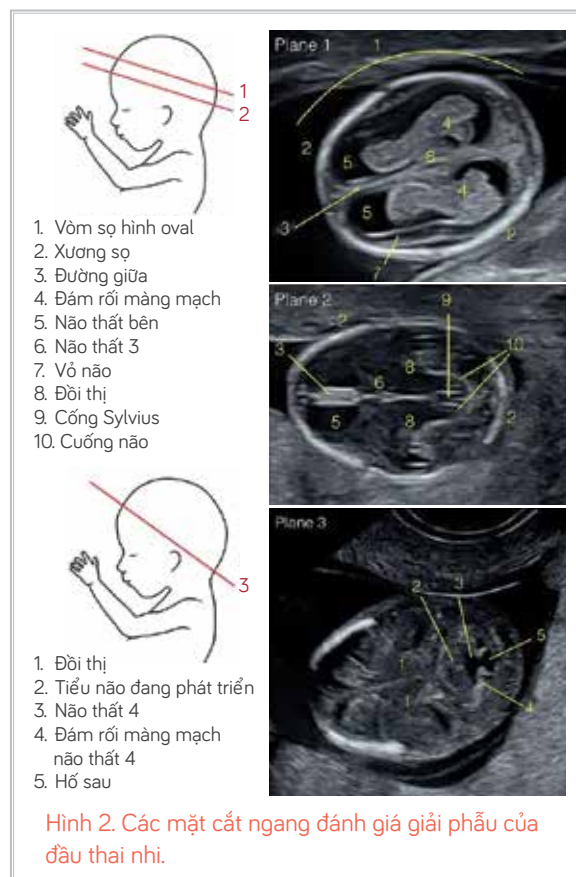 1
2
1. Vòm sọ hình oval
2. Xương sọ
3. Đường giữa
4. Đám rối màng mạch
5. Não thất bên
6. Não thất 3
7. Vỏ não
8. Đồi thị
9. Cống Sylvius
10. Cuống não
Plane 1
1
2
4
5
6
4
3
5
7
2
Plane 2
9
2
10
3
8
6
5
8
2
3
1. Đồi thị
2. Tiểu não đang phát triển
3. Não thất 4
4. Đám rối màng mạch
não thất 4
5. Hố sau
Plane 3
2
3
5
1
1
4
Hình 2. Các mặt cắt ngang đánh giá giải phẫu của
đầu thai nhi.